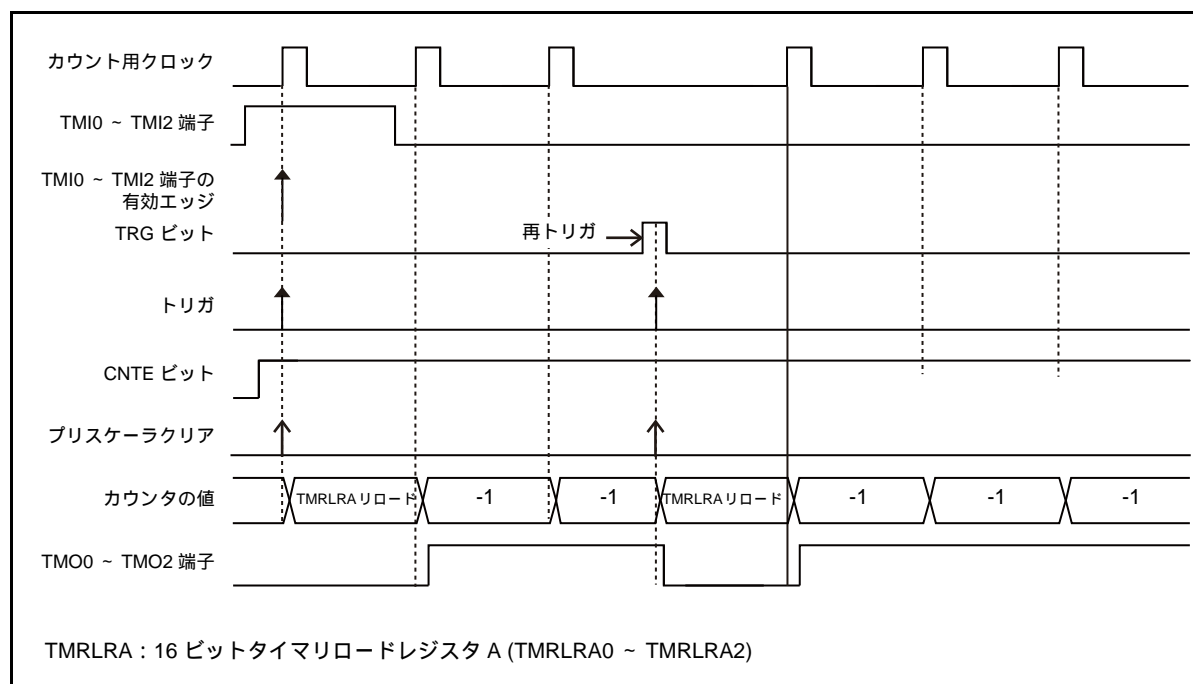 カウント用クロック
TMI0 ~ TMI2 端子
TMI0 ~ TMI2 端子の
有効エッジ
TRG ビット
再トリガ
トリガ
CNTE ビット
プリスケーラクリア
カウンタの値
TMRLRA リロード
-1
-1
TMRLRA リロード
-1
-1
-1
TMO0 ~ TMO2 端子
TMRLRA : 16 ビットタイマリロードレジスタ A (TMRLRA0 ~ TMRLRA2)